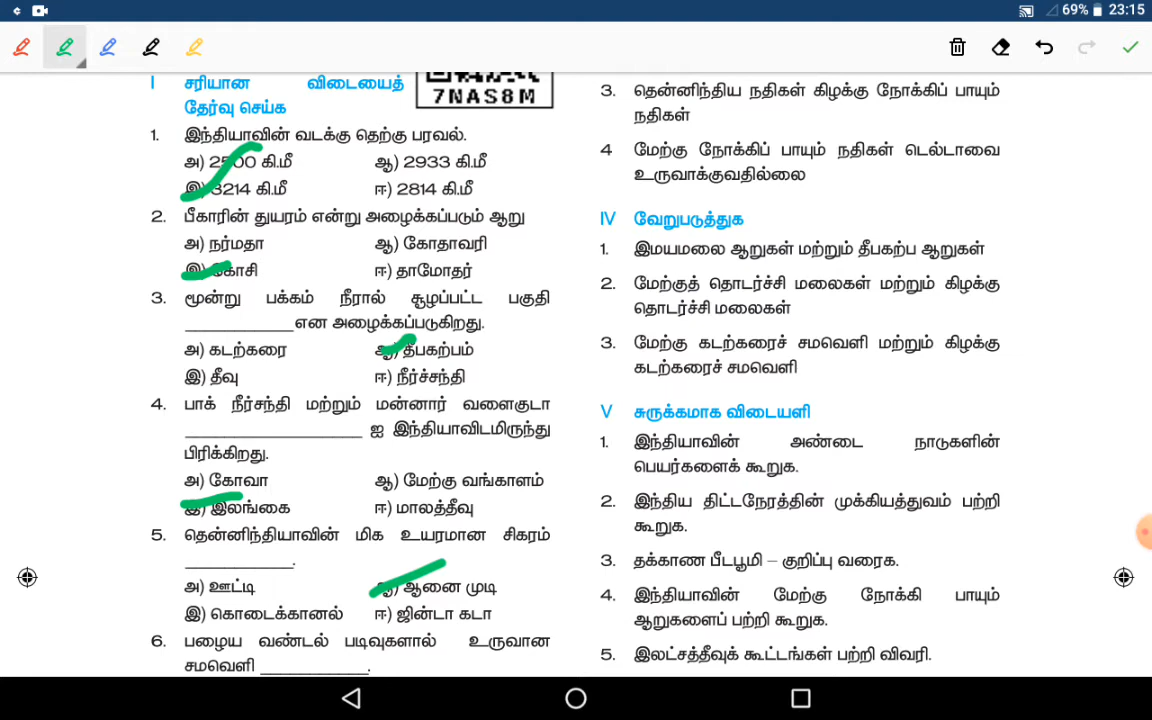 69% 23:15
I சரியான விடையைத்
தேர்வு செய்க
7NAS8M
1. இந்தியாவின் வடக்கு தெற்கு பரவல்.
அ) 2500 கி.மீ ஆ) 2933 கி.மீ
இ) 3214 கி.மீ ஈ) 2814 கி.மீ
2. பீகாரின் துயரம் என்று அழைக்கப்படும் ஆறு
அ) நர்மதா ஆ) கோதாவரி
இ) கோசி ஈ) தாமோதர்
3. மூன்று பக்கம் நீரால் சூழப்பட்ட பகுதி
____________என அழைக்கப்படுகிறது.
அ) கடற்கரை ஆ) தீபகற்பம்
இ) தீவு ஈ) நீர்ச்சந்தி
4. பாக் நீர்சந்தி மற்றும் மன்னார் வளைகுடா
___________________ ஐ இந்தியாவிடமிருந்து
பிரிக்கிறது.
அ) கோவா ஆ) மேற்கு வங்காளம்
இ) இலங்கை ஈ) மாலத்தீவு
5. தென்னிந்தியாவின் மிக உயரமான சிகரம்
____________.
அ) ஊட்டி ஆ) ஆனை முடி
இ) கொடைக்கானல் ஈ) ஜின்டா கடா
6. பழைய வண்டல் படிவுகளால் உருவான
சமவெளி ____________.
3. தென்னிந்திய நதிகள் கிழக்கு நோக்கிப் பாயும்
நதிகள்
4 மேற்கு நோக்கிப் பாயும் நதிகள் டெல்டாவை
உருவாக்குவதில்லை
IV வேறுபடுத்துக
1. இமயமலை ஆறுகள் மற்றும் தீபகற்ப ஆறுகள்
2. மேற்குத் தொடர்ச்சி மலைகள் மற்றும் கிழக்கு
தொடர்ச்சி மலைகள்
3. மேற்கு கடற்கரைச் சமவெளி மற்றும் கிழக்கு
கடற்கரைச் சமவெளி
V சுருக்கமாக விடையளி
1. இந்தியாவின் அண்டை நாடுகளின்
பெயர்களைக் கூறுக.
2. இந்திய திட்டநேரத்தின் முக்கியத்துவம் பற்றி
கூறுக.
3. தக்காண பீடபூமி – குறிப்பு வரைக.
4. இந்தியாவின் மேற்கு நோக்கி பாயும்
ஆறுகளைப் பற்றி கூறுக.
5. இலட்சத்தீவுக் கூட்டங்கள் பற்றி விவரி.